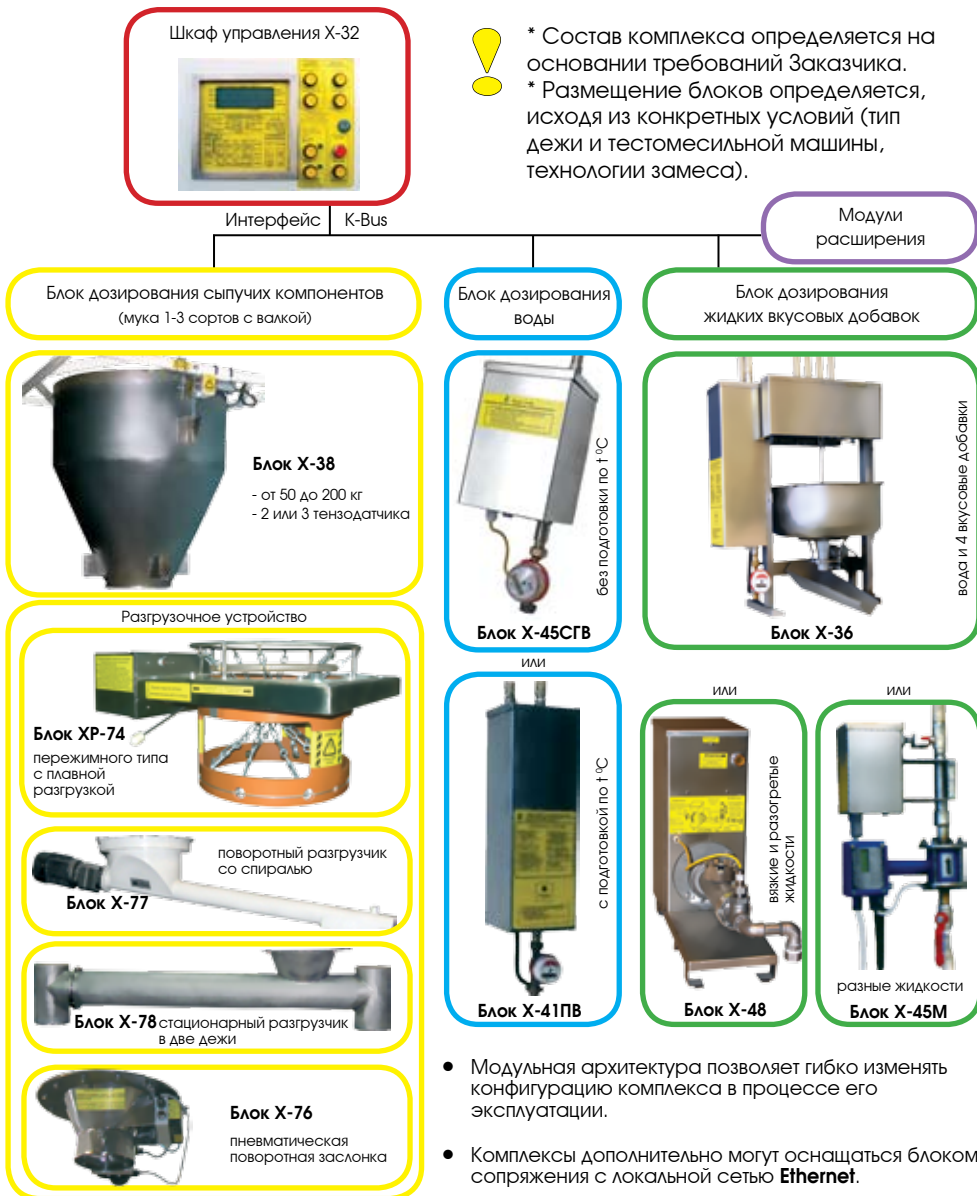 Шкаф управления X-32
* Состав комплекса определяется на
основании требований Заказчика.
* Размещение блоков определяется,
исходя из конкретных условий (тип
дежи и тестомесильной машины,
технологии замеса).
Интерфейс K-Bus
Модули
расширения
Блок дозирования сыпучих компонентов
(мука 1-3 сортов с валкой)
Блок дозирования
воды
Блок дозирования
жидких вкусовых добавок
Блок X-38
- от 50 до 200 кг
- 2 или 3 тензодатчика
без подготовки по t ⁰C
Блок X-45СГВ
вода и 4 вкусовые добавки
Блок X-36
Разгрузочное устройство
Блок XP-74
пережимного типа
с плавной
разгрузкой
поворотный разгрузчик
со спиралью
Блок X-77
Блок X-78 стационарный разгрузчик
в две дежи
Блок X-76
пневматическая
поворотная заслонка
или
с подготовкой по t ⁰C
Блок X-41ПВ
или
вязкие и разогретые
жидкости
Блок X-48
или
разные жидкости
Блок X-45М
• Модульная архитектура позволяет гибко изменять
конфигурацию комплекса в процессе его
эксплуатации.
• Комплексы дополнительно могут оснащаться блоком
сопряжения с локальной сетью Ethernet.